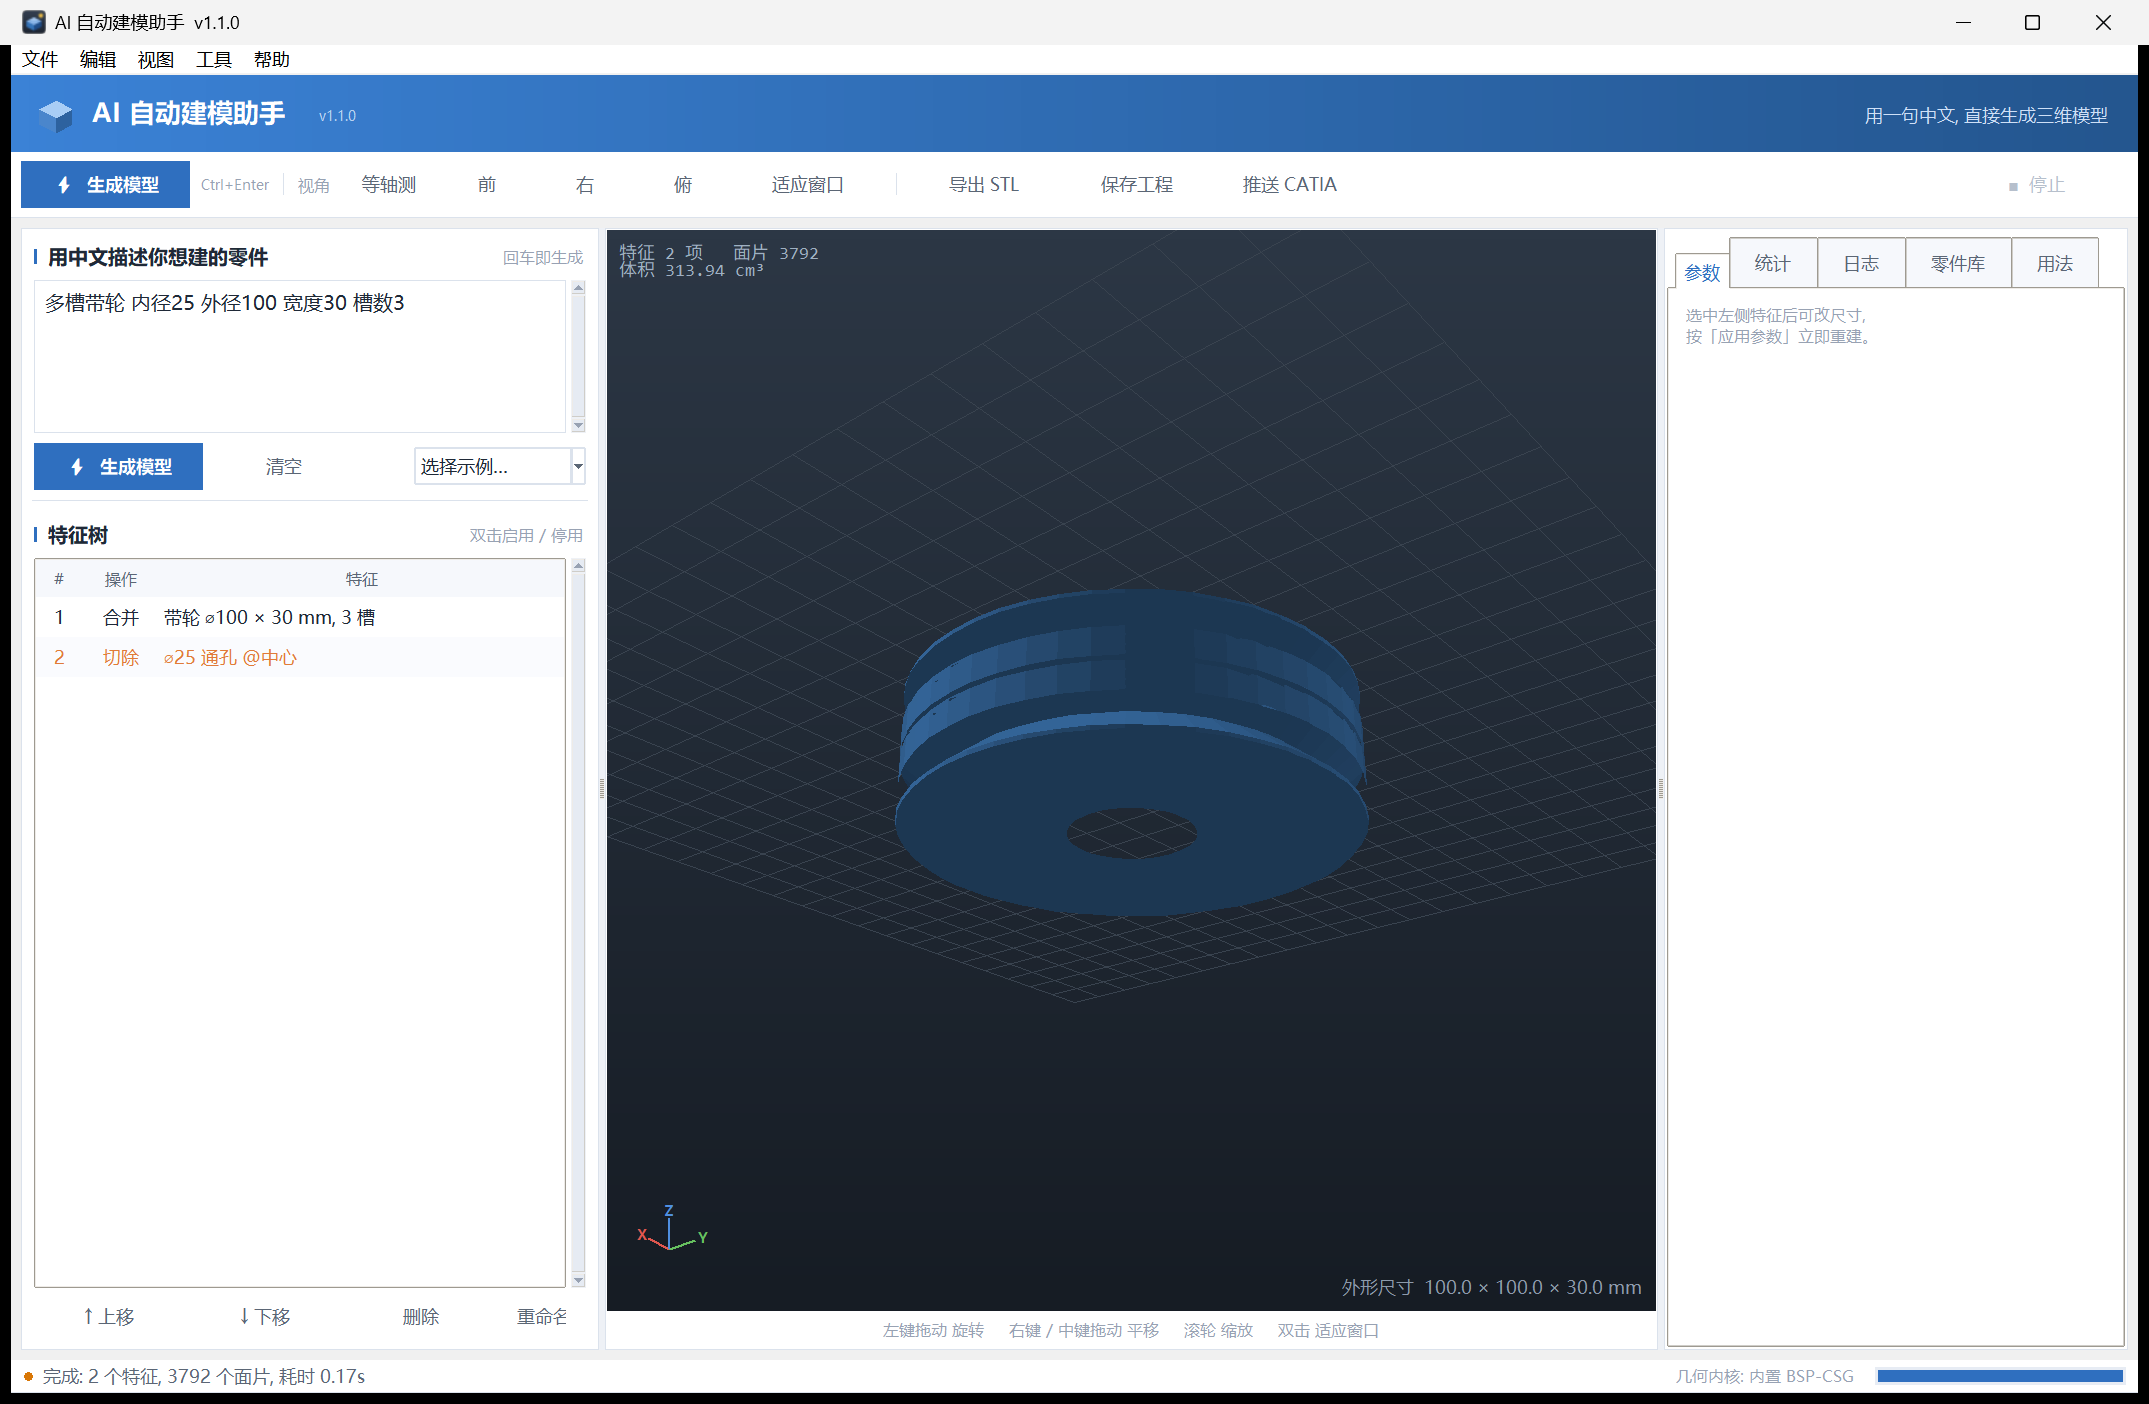 AI 自动建模助手 v1.1.0
文件 编辑 视图 工具 帮助
AI 自动建模助手 v1.1.0
用一句中文, 直接生成三维模型
生成模型 Ctrl+Enter 视角 等轴测 前 右 俯 适应窗口 导出 STL 保存工程 推送 CATIA ■ 停止
用中文描述你想建的零件 回车即生成
多槽带轮 内径25 外径100 宽度30 槽数3
生成模型 清空 选择示例...
特征树 双击启用 / 停用
# 操作 特征
1 合并 带轮 ⌀100 × 30 mm, 3 槽
2 切除 ⌀25 通孔 @中心
↑ 上移 ↓ 下移 删除 重命名
特征 2 项 面片 3792
体积 313.94 cm³
Z
X
Y
外形尺寸 100.0 × 100.0 × 30.0 mm
左键拖动 旋转 右键 / 中键拖动 平移 滚轮 缩放 双击 适应窗口
参数 统计 日志 零件库 用法
选中左侧特征后可改尺寸,
按「应用参数」立即重建。
完成: 2 个特征, 3792 个面片, 耗时 0.17s
几何内核: 内置 BSP-CSG